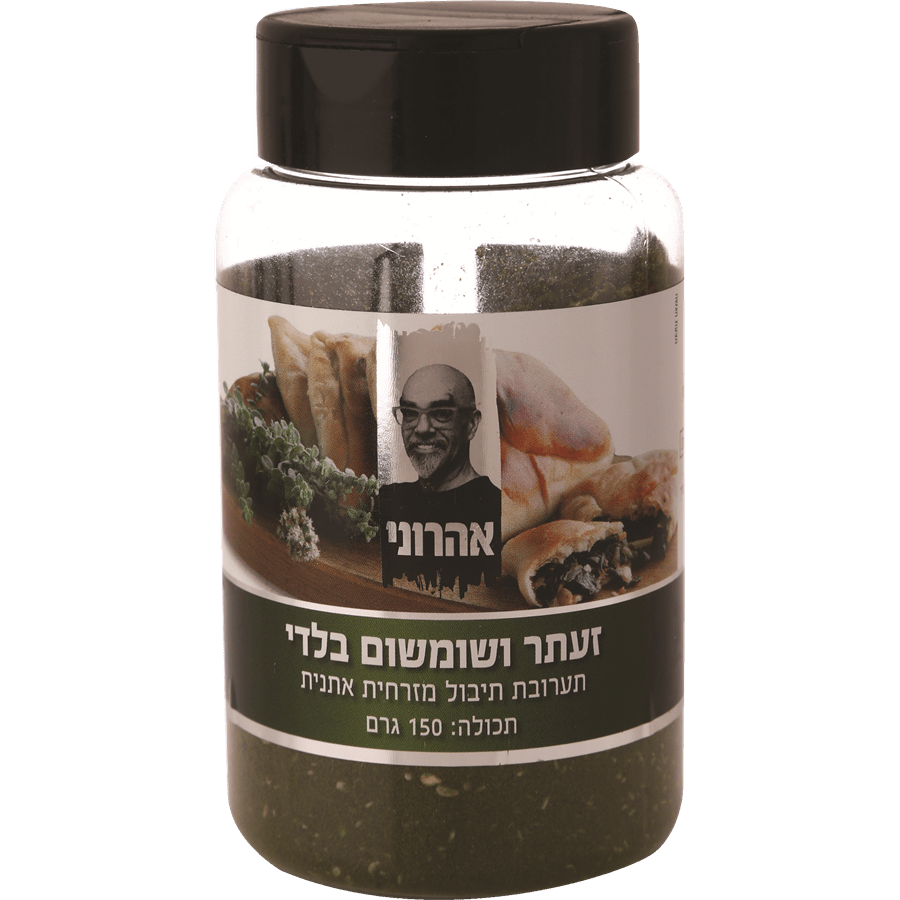 אהרוני
זעתר ושומשום בלדי
תערובת תיבול מזרחית אתנית
תכולה: 150 גרם